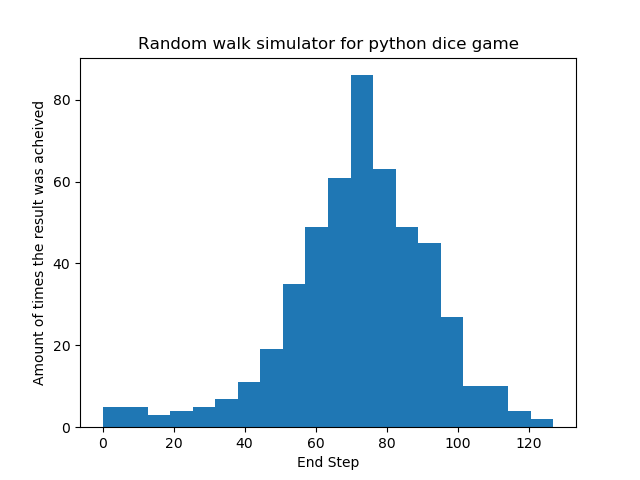 Random walk simulator for python dice game
Amount of times the result was acheived
80
60
40
20
0
0 20 40 60 80 100 120
End Step